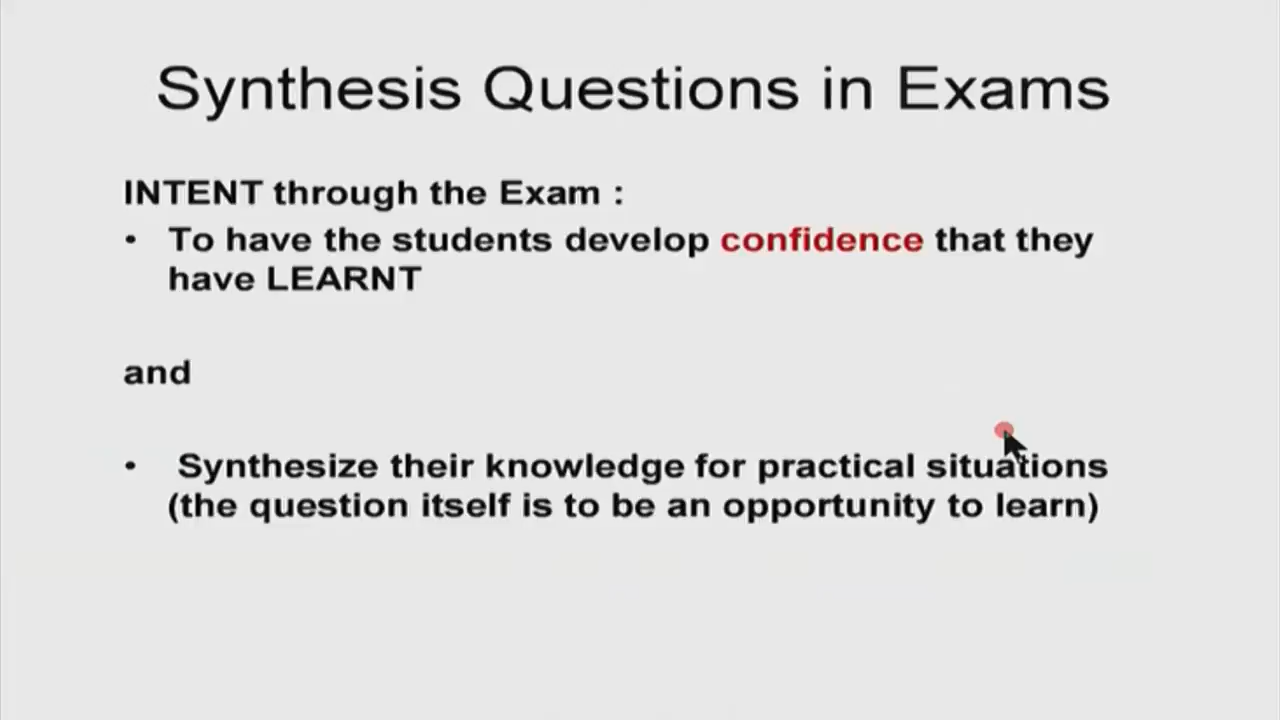 Synthesis Questions in Exams
INTENT through the Exam :
• To have the students develop confidence that they
have LEARNT
and
• Synthesize their knowledge for practical situations
(the question itself is to be an opportunity to learn)